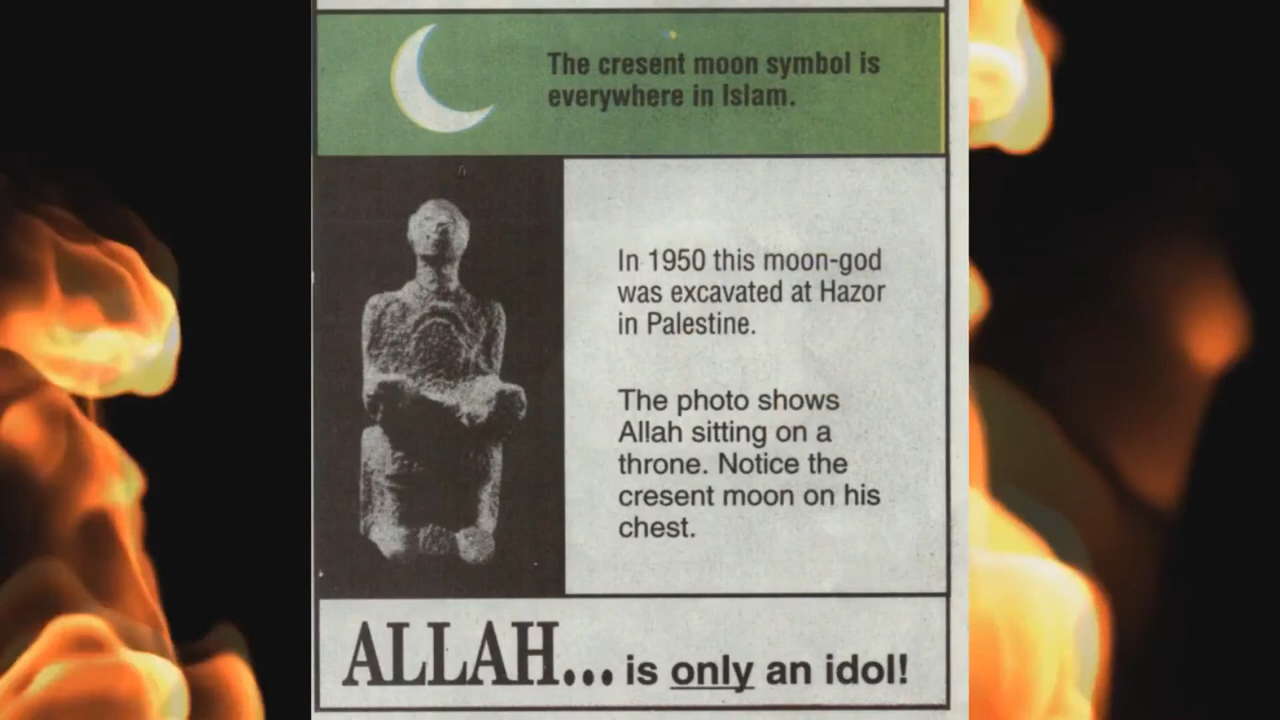 The cresent moon symbol is
everywhere in Islam.
In 1950 this moon-god
was excavated at Hazor
in Palestine.
The photo shows
Allah sitting on a
throne. Notice the
cresent moon on his
chest.
ALLAH... is only an idol!